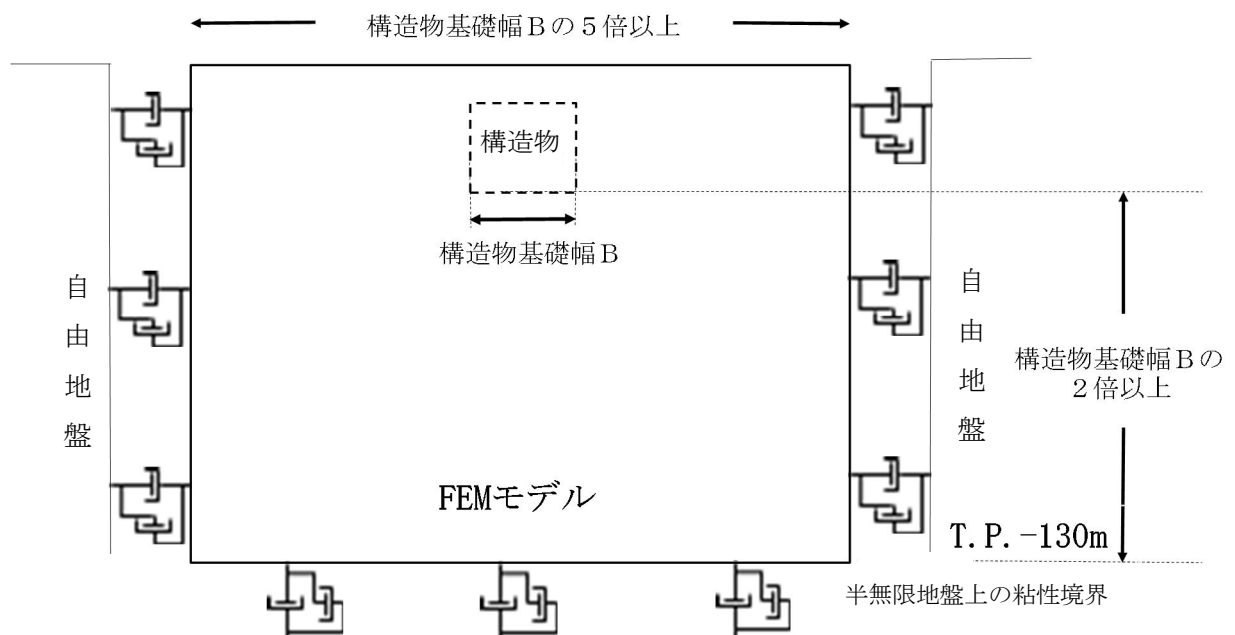 構造物基礎幅Ｂの５倍以上
構造物
構造物基礎幅Ｂ
自由地盤
自由地盤
構造物基礎幅Ｂの
２倍以上
FEMモデル
T.P.-130m
半無限地盤上の粘性境界